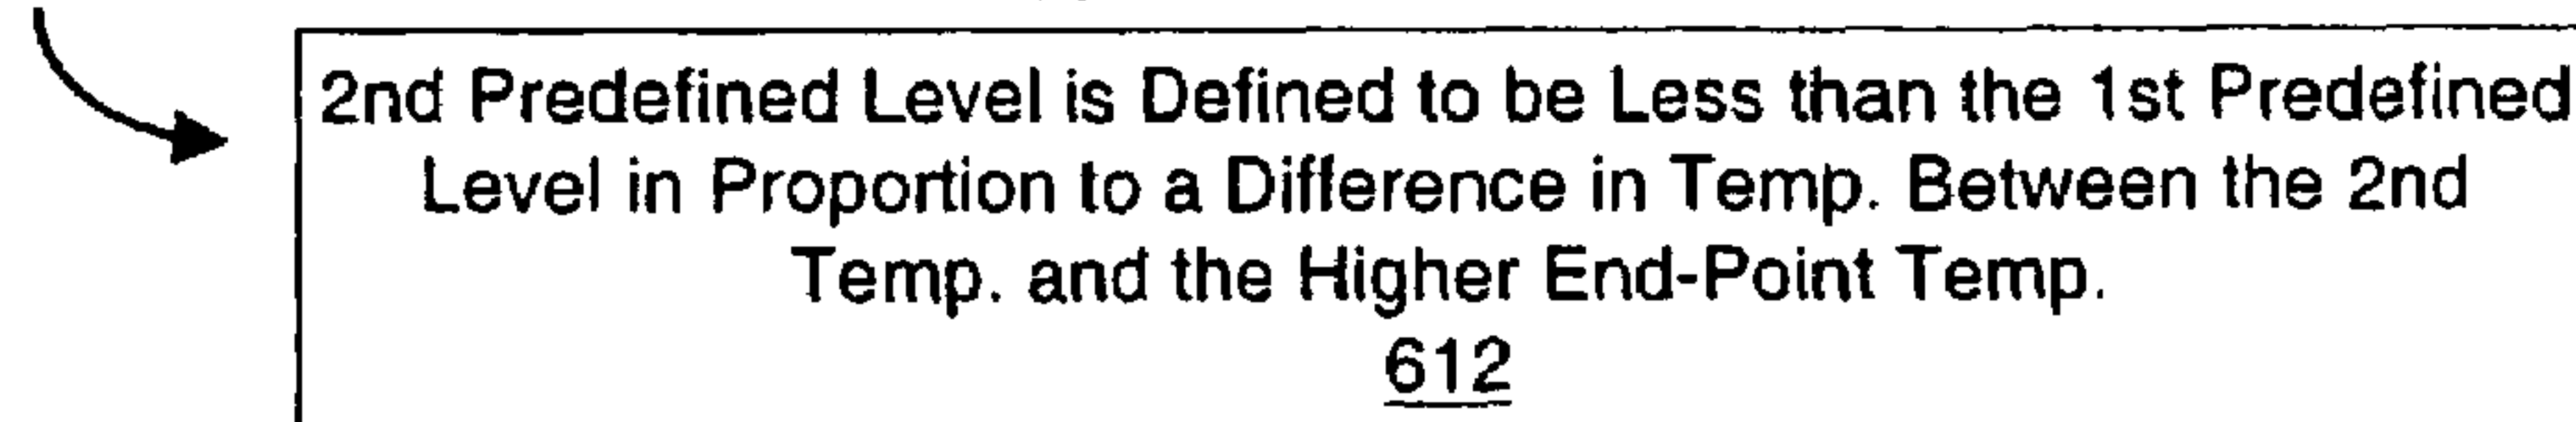 2nd Predefined Level is Defined to be Less than the 1st Predefined
Level in Proportion to a Difference in Temp. Between the 2nd
Temp. and the Higher End-Point Temp.
612